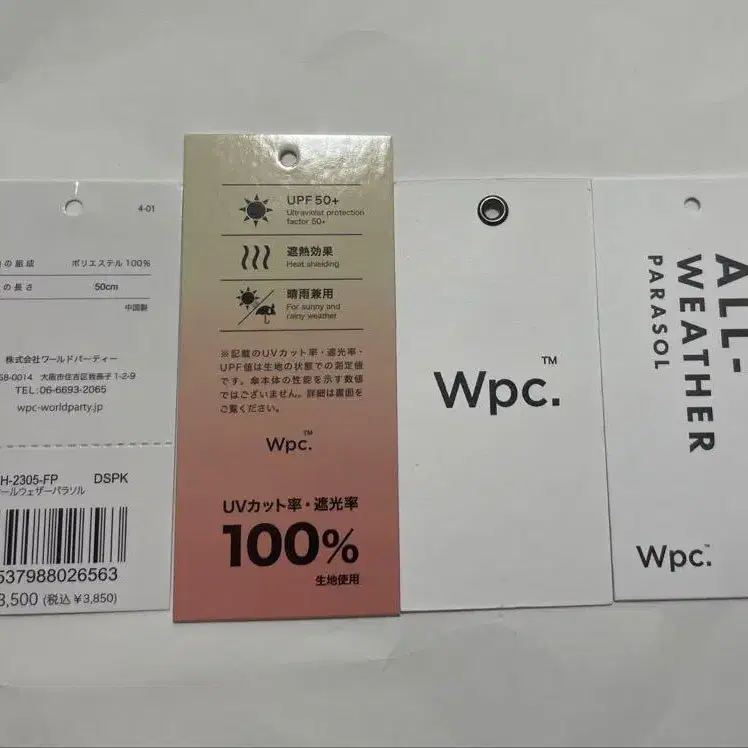 4-01
の組成 ポリエステル 100%
の長さ 50cm
中国製
株式会社ワールドパーティー
58-0014 大阪市住吉区我孫子1-2-9
TEL:06-6693-2065
wpc-worldparty.jp
H-2305-FP DSPK
ールウェザーパラソル
537988026563
3,500 (税込 ¥3,850)
UPF 50+
Ultraviolet protection
factor 50+
遮熱効果
Heat shielding
晴雨兼用
For sunny and
rainy weather
※記載のUVカット率・遮光率・
UPF値は生地の状態での測定値
です。傘本体の性能を示す数値
ではございません。詳細は裏面を
ご覧ください。
Wpc.™
UVカット率・遮光率
100%
生地使用
Wpc.™
ALL-
WEATHER
PARASOL
Wpc.™